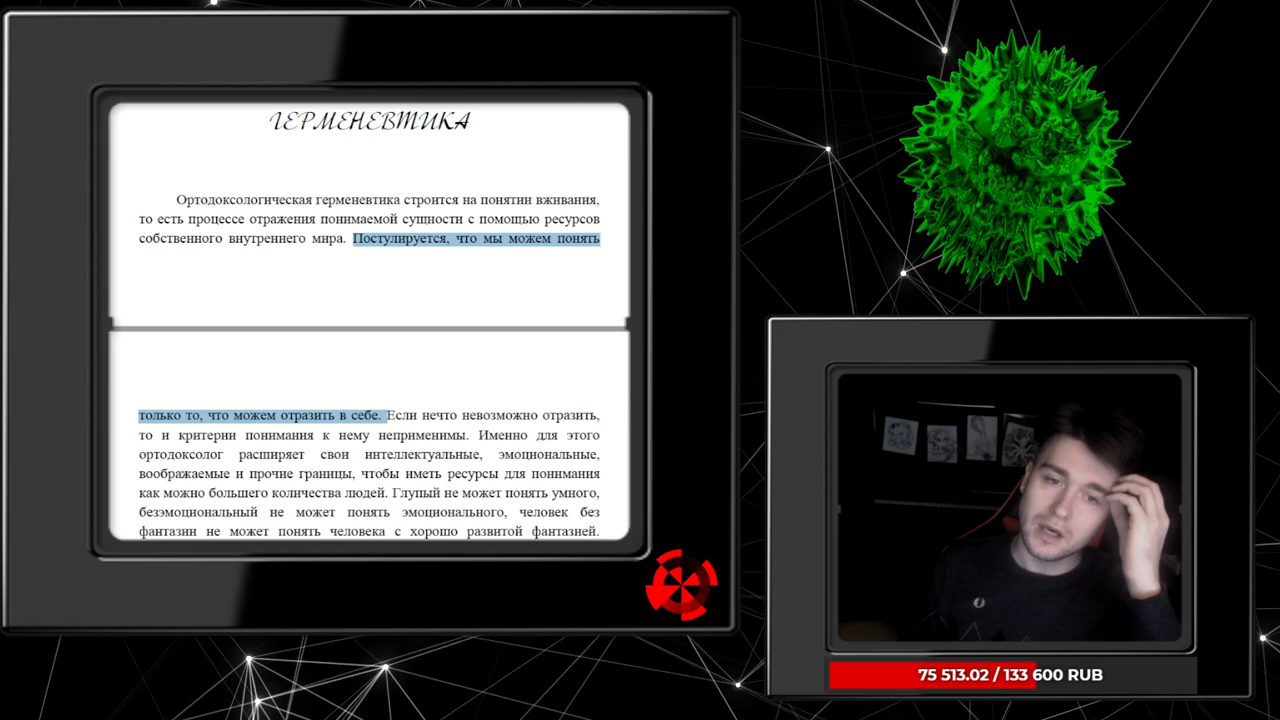 ГЕРМЕНЕВТИКА
Ортодоксологическая герменевтика строится на понятии вживания,
то есть процессе отражения понимаемой сущности с помощью ресурсов
собственного внутреннего мира. Постулируется, что мы можем понять
только то, что можем отразить в себе. Если нечто невозможно отразить,
то и критерии понимания к нему неприменимы. Именно для этого
ортодоксолог расширяет свои интеллектуальные, эмоциональные,
воображаемые и прочие границы, чтобы иметь ресурсы для понимания
как можно большего количества людей. Глупый не может понять умного,
безэмоциональный не может понять эмоционального, человек без
фантазии не может понять человека с хорошо развитой фантазией.
75 513.02 / 133 600 RUB